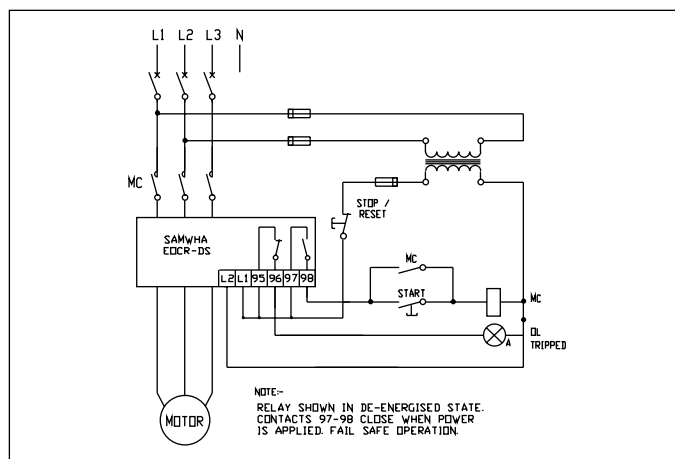 L1 L2 L3 N
MC
STOP /
RESET
SAMWHA
EOCR-DS
L2 L1 95 96 97 98
MC
START
MC
A
OL
TRIPPED
MOTOR
NOTE:-
RELAY SHOWN IN DE-ENERGISED STATE.
CONTACTS 97-98 CLOSE WHEN POWER
IS APPLIED. FAIL SAFE OPERATION.